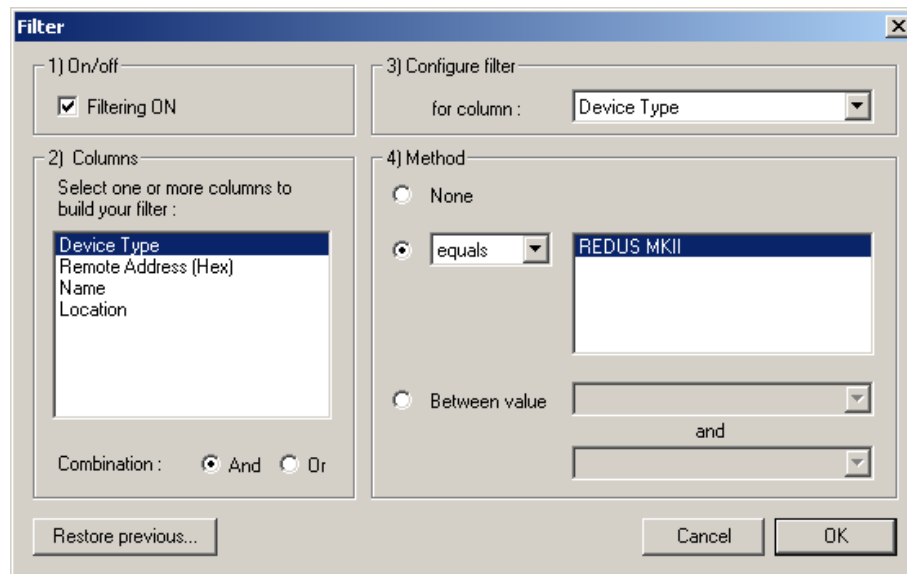 Filter
1) On/off
Filtering ON
2) Columns
Select one or more columns to
build your filter :
Device Type
Remote Address (Hex)
Name
Location
Combination :
And
Or
3) Configure filter
for column :
Device Type
4) Method
None
equals
REDUS MKII
Between value
and
Restore previous...
Cancel
OK